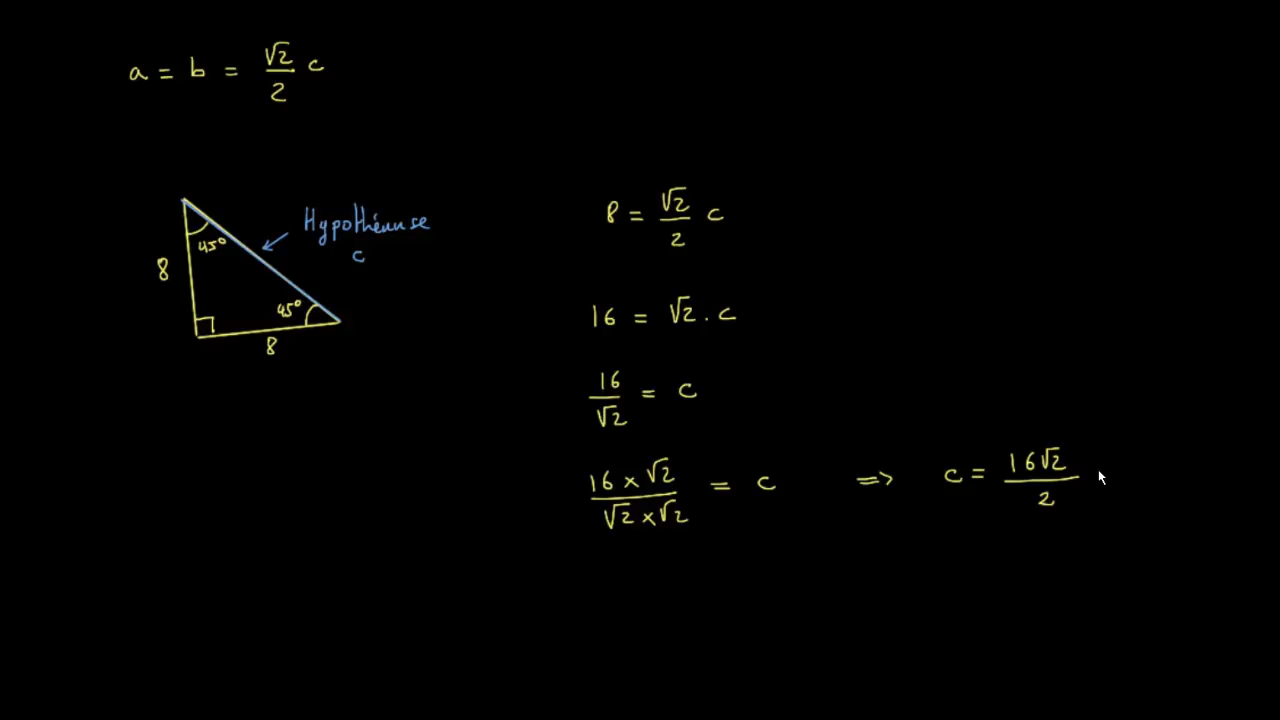 a = b = √2/2 c
Hypothénuse
c
45°
8
45°
8
8 = √2/2 c
16 = √2 . c
16/√2 = c
16 × √2 / √2 × √2 = c => c = 16√2/2